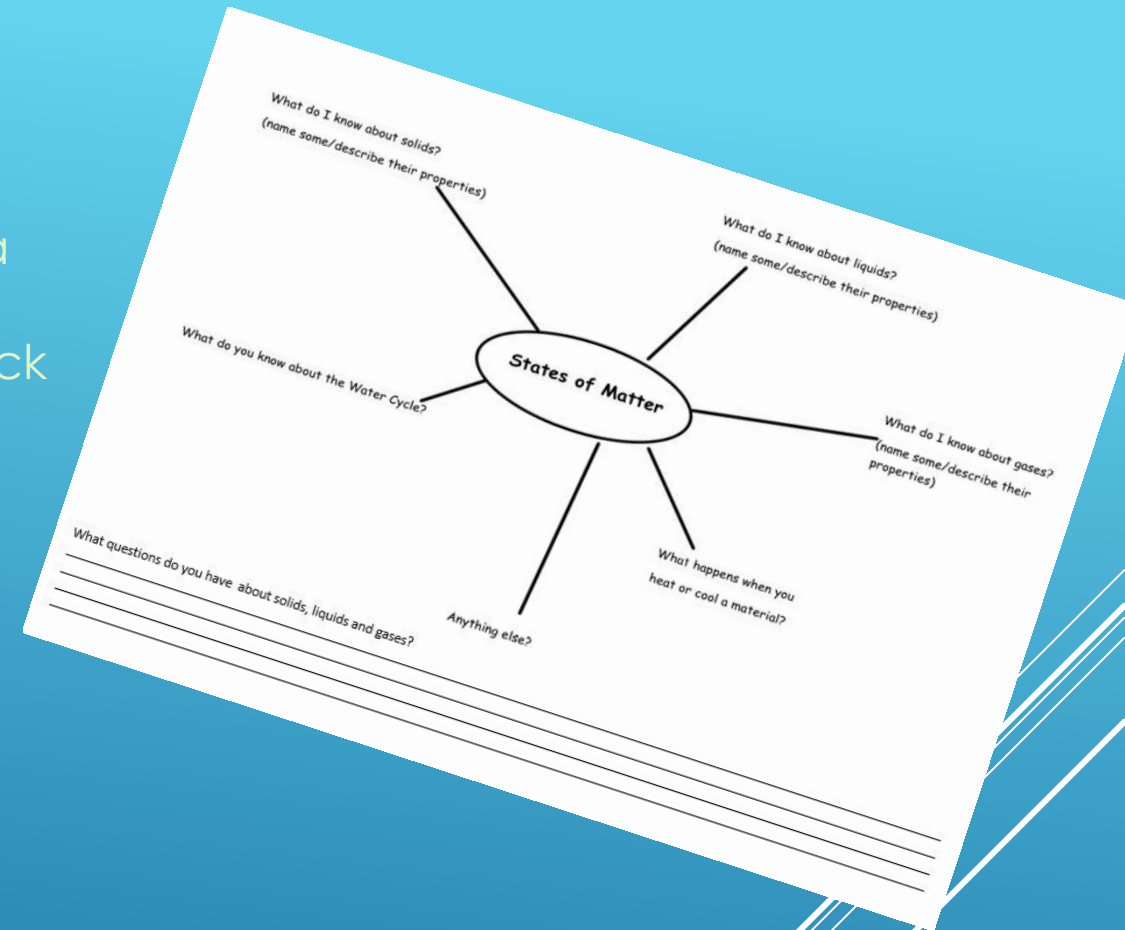 a
ck
What do I know about solids?
(name some/describe their properties)
What do I know about liquids?
(name some/describe their properties)
What do you know about the Water Cycle?
States of Matter
What do I know about gases?
(name some/describe their
properties)
What happens when you
heat or cool a material?
Anything else?
What questions do you have  about solids, liquids and gases?